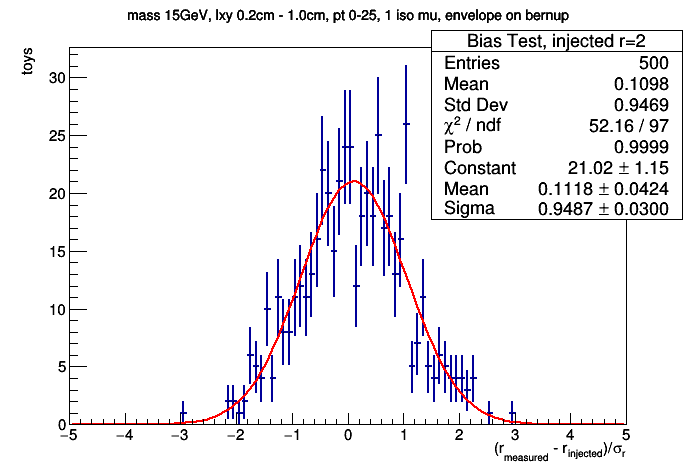 mass 15GeV, lxy 0.2cm - 1.0cm, pt 0-25, 1 iso mu, envelope on bernup
Bias Test, injected r=2
Entries 500
Mean 0.1098
Std Dev 0.9469
χ² / ndf 52.16 / 97
Prob 0.9999
Constant 21.02 ± 1.15
Mean 0.1118 ± 0.0424
Sigma 0.9487 ± 0.0300
toys
30
25
20
15
10
5
0
−5 −4 −3 −2 −1 0 1 2 3 4 5
(r_measured - r_injected)/σ_r